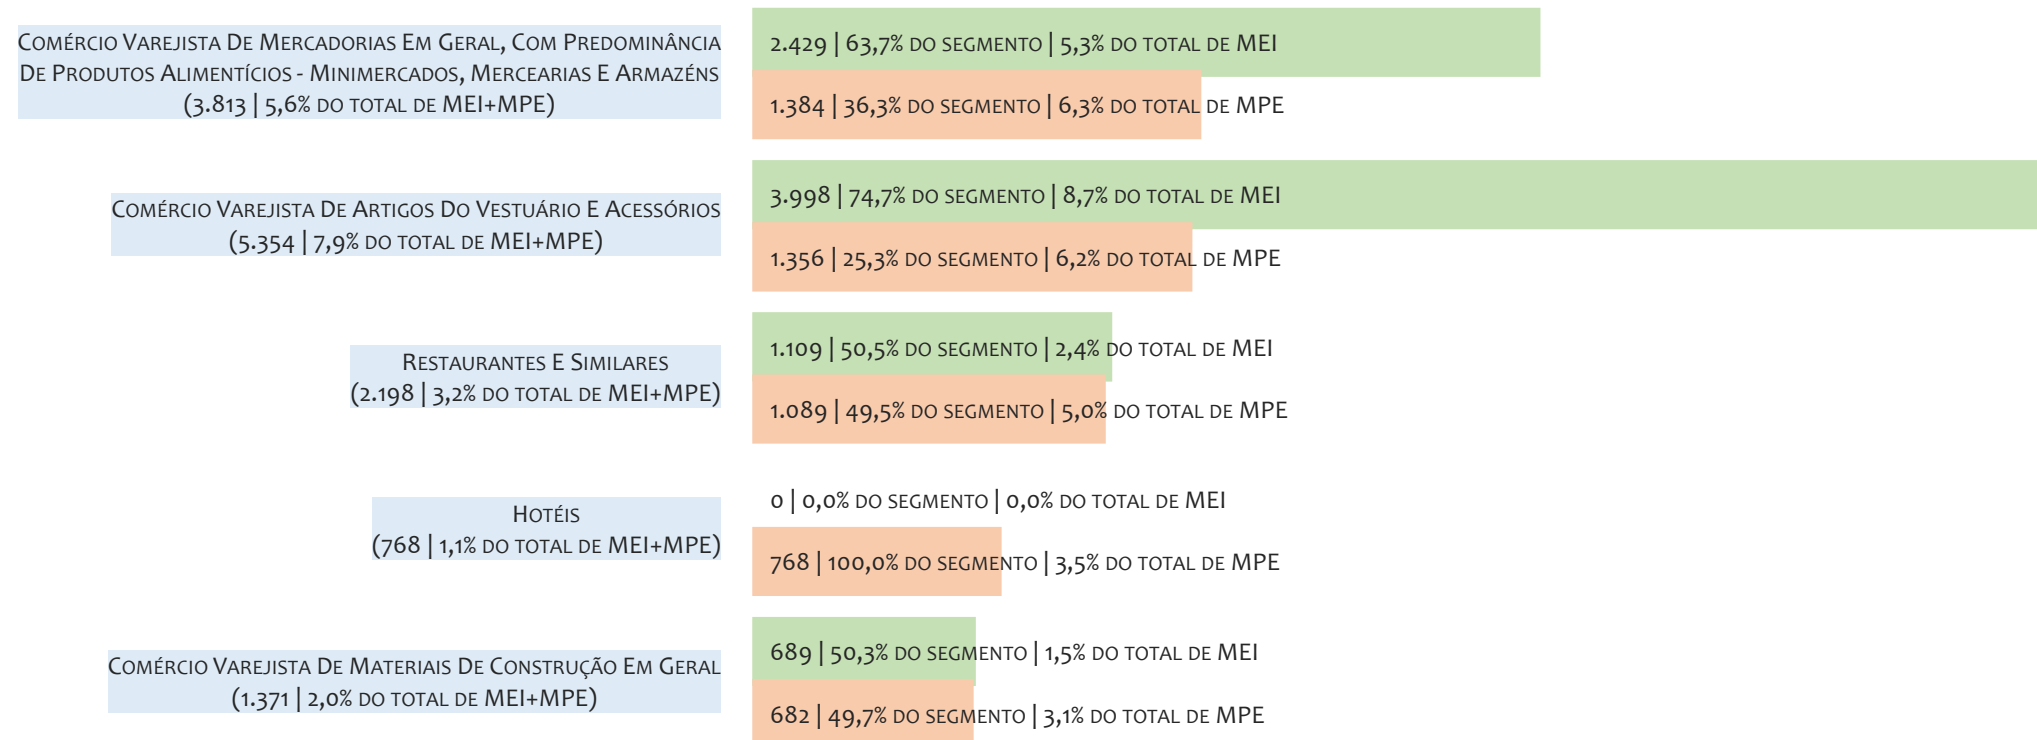 Comércio Varejista De Mercadorias Em Geral, Com Predominância
De Produtos Alimentícios - Minimercados, Mercearias E Armazéns
(3.813 | 5,6% do total de MEI+MPE)
2.429 | 63,7% do segmento | 5,3% do total de MEI
1.384 | 36,3% do segmento | 6,3% do total de MPE
Comércio Varejista De Artigos Do Vestuário E Acessórios
(5.354 | 7,9% do total de MEI+MPE)
3.998 | 74,7% do segmento | 8,7% do total de MEI
1.356 | 25,3% do segmento | 6,2% do total de MPE
Restaurantes E Similares
(2.198 | 3,2% do total de MEI+MPE)
1.109 | 50,5% do segmento | 2,4% do total de MEI
1.089 | 49,5% do segmento | 5,0% do total de MPE
Hotéis
(768 | 1,1% do total de MEI+MPE)
0 | 0,0% do segmento | 0,0% do total de MEI
768 | 100,0% do segmento | 3,5% do total de MPE
Comércio Varejista De Materiais De Construção Em Geral
(1.371 | 2,0% do total de MEI+MPE)
689 | 50,3% do segmento | 1,5% do total de MEI
682 | 49,7% do segmento | 3,1% do total de MPE